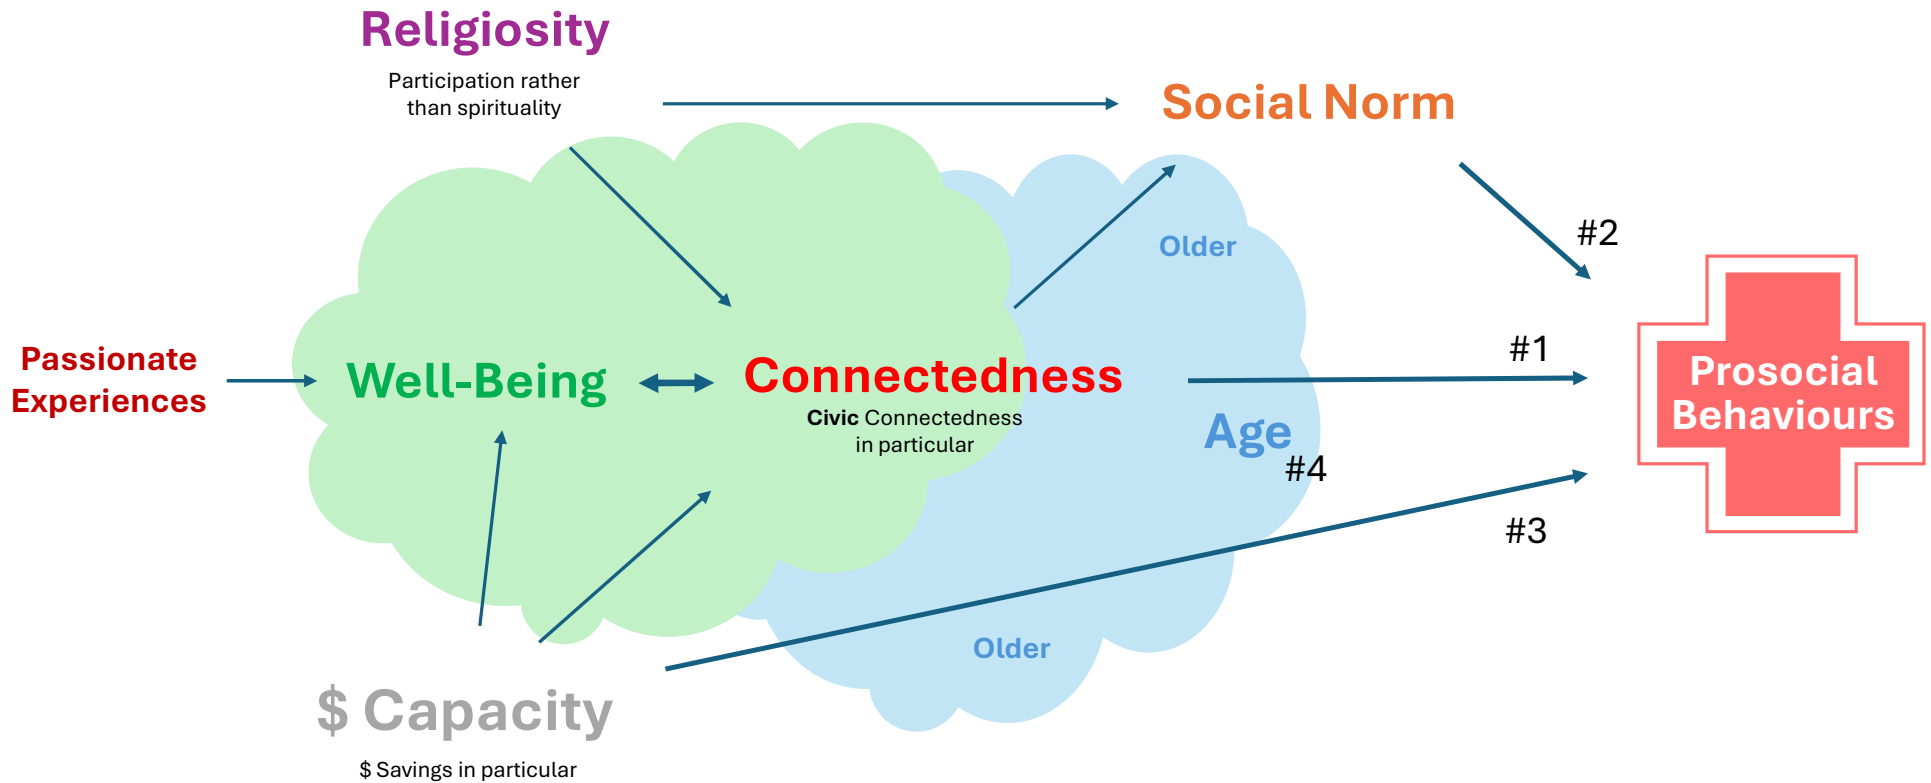 Religiosity
Participation rather
than spirituality
Social Norm
#2
Older
Passionate
Experiences
Well-Being
Connectedness
Civic Connectedness
in particular
#1
Age
#4
Prosocial
Behaviours
#3
Older
$ Capacity
$ Savings in particular